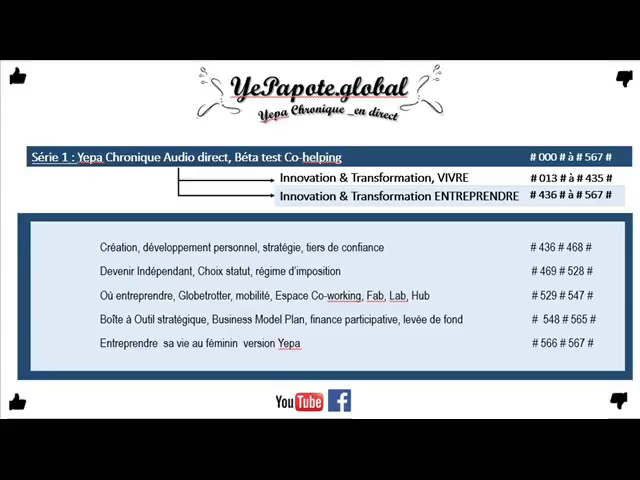 YePapote.global
Yepa Chronique _en direct
Série 1 : Yepa Chronique Audio direct, Béta test Co-helping # 000 # à # 567 #
Innovation & Transformation, VIVRE # 013 # à # 435 #
Innovation & Transformation ENTREPRENDRE # 436 # à # 567 #
Création, développement personnel, stratégie, tiers de confiance # 436 # 468 #
Devenir Indépendant, Choix statut, régime d'imposition # 469 # 528 #
Où entreprendre, Globetrotter, mobilité, Espace Co-working, Fab, Lab, Hub # 529 # 547 #
Boîte à Outil stratégique, Business Model Plan, finance participative, levée de fond # 548 # 565 #
Entreprendre sa vie au féminin version Yepa # 566 # 567 #
You Tube f